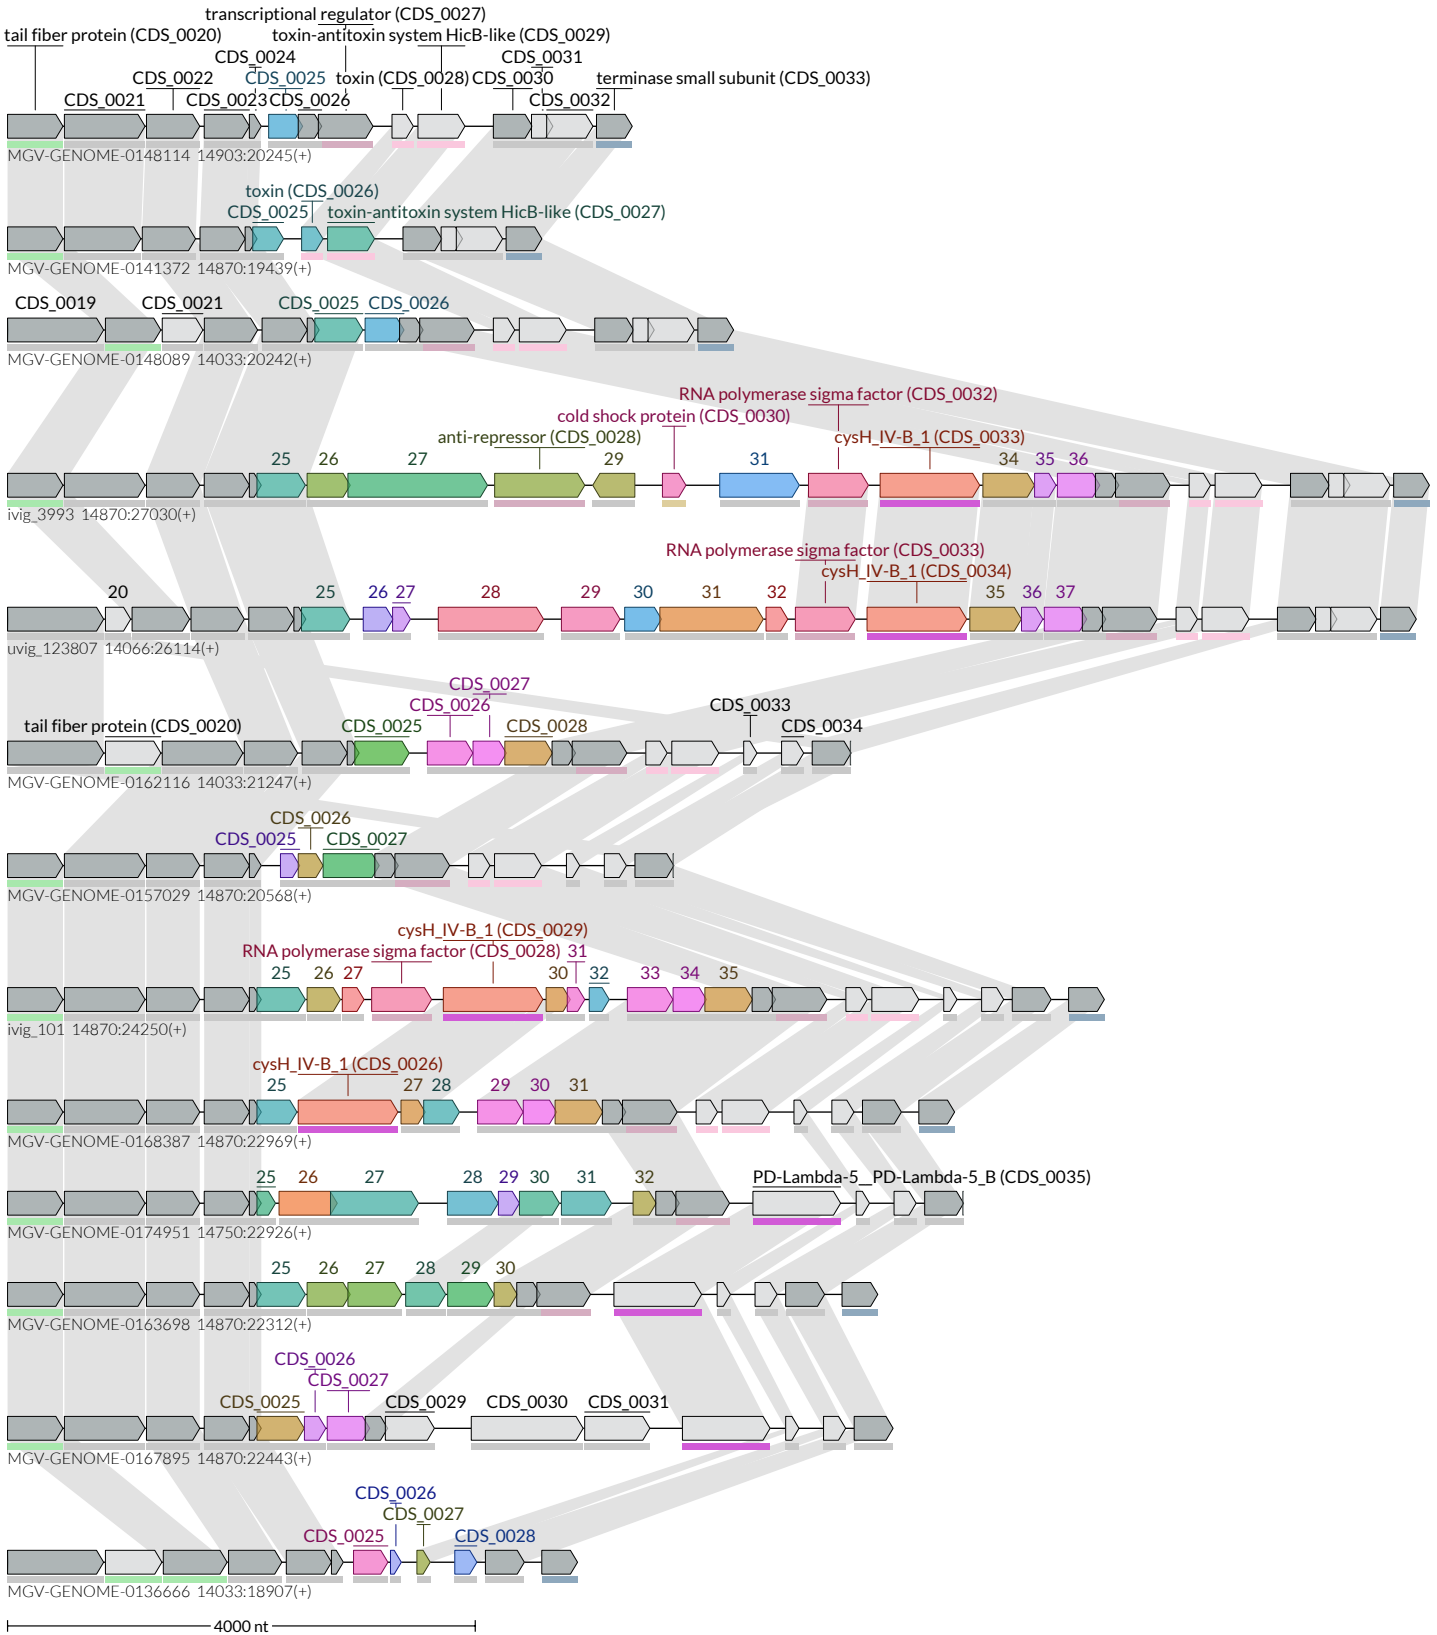 transcriptional regulator (CDS_0027)
tail fiber protein (CDS_0020) toxin-antitoxin system HicB-like (CDS_0029)
CDS_0024 CDS_0031
CDS_0022 CDS_0025 toxin (CDS_0028) CDS_0030 terminase small subunit (CDS_0033)
CDS_0021 CDS_0023 CDS_0026 CDS_0032
MGV-GENOME-0148114 14903:20245(+)
toxin (CDS_0026)
CDS_0025 toxin-antitoxin system HicB-like (CDS_0027)
MGV-GENOME-0141372 14870:19439(+)
CDS_0019 CDS_0021 CDS_0025 CDS_0026
MGV-GENOME-0148089 14033:20242(+)
RNA polymerase sigma factor (CDS_0032)
cold shock protein (CDS_0030)
anti-repressor (CDS_0028) cysH_IV-B_1 (CDS_0033)
25 26 27 29 31 34 35 36
ivig_3993 14870:27030(+)
RNA polymerase sigma factor (CDS_0033)
cysH_IV-B_1 (CDS_0034)
20 25 26 27 28 29 30 31 32 35 36 37
uvig_123807 14066:26114(+)
CDS_0027
CDS_0026 CDS_0033
tail fiber protein (CDS_0020) CDS_0025 CDS_0028 CDS_0034
MGV-GENOME-0162116 14033:21247(+)
CDS_0026
CDS_0025 CDS_0027
MGV-GENOME-0157029 14870:20568(+)
cysH_IV-B_1 (CDS_0029)
RNA polymerase sigma factor (CDS_0028) 31
25 26 27 30 32 33 34 35
ivig_101 14870:24250(+)
cysH_IV-B_1 (CDS_0026)
25 27 28 29 30 31
MGV-GENOME-0168387 14870:22969(+)
25 26 27 28 29 30 31 32 PD-Lambda-5__PD-Lambda-5_B (CDS_0035)
MGV-GENOME-0174951 14750:22926(+)
25 26 27 28 29 30
MGV-GENOME-0163698 14870:22312(+)
CDS_0026
CDS_0027
CDS_0025 CDS_0029 CDS_0030 CDS_0031
MGV-GENOME-0167895 14870:22443(+)
CDS_0026
CDS_0027
CDS_0025 CDS_0028
MGV-GENOME-0136666 14033:18907(+)
4000 nt